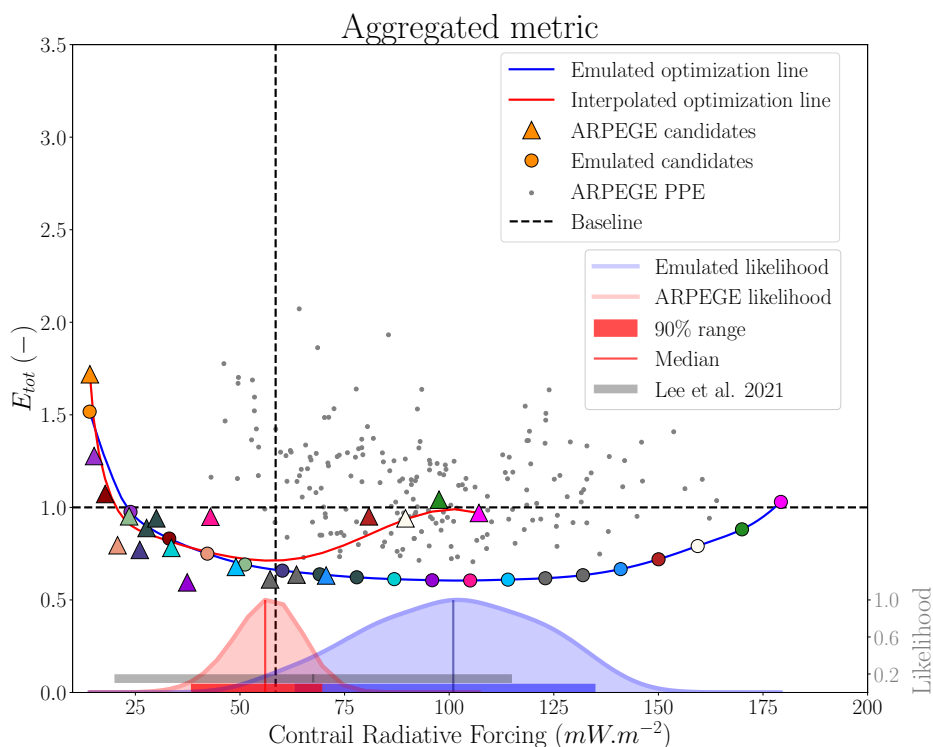 Aggregated metric
3.5
3.0
2.5
2.0
1.5
1.0
0.5
0.0
E_tot (−)
Emulated optimization line
Interpolated optimization line
ARPEGE candidates
Emulated candidates
ARPEGE PPE
Baseline
Emulated likelihood
ARPEGE likelihood
90% range
Median
Lee et al. 2021
1.0
0.6
0.2
Likelihood
25 50 75 100 125 150 175 200
Contrail Radiative Forcing (mW.m⁻²)